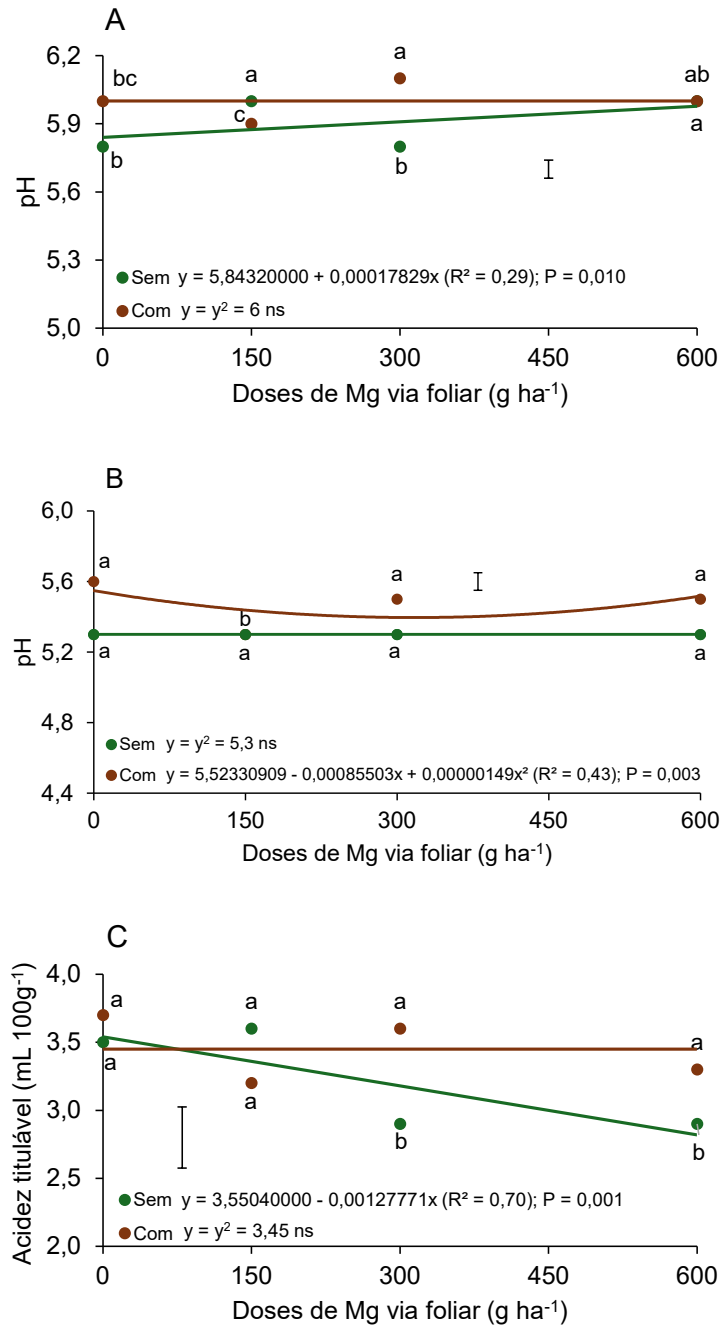 A
6,2
bc
a
a
ab
5,9
c
a
b
b
5,6
pH
5,3
Sem y = 5,84320000 + 0,00017829x (R² = 0,29); P = 0,010
Com y = y² = 6 ns
5,0
0 150 300 450 600
Doses de Mg via foliar (g ha⁻¹)
B
6,0
a
a
a
5,6
b
a
a
a
a
5,2
pH
4,8
Sem y = y² = 5,3 ns
Com y = 5,52330909 - 0,00085503x + 0,00000149x² (R² = 0,43); P = 0,003
4,4
0 150 300 450 600
Doses de Mg via foliar (g ha⁻¹)
C
4,0
a
a
a
a
3,5
a
a
3,0
b
b
2,5
Acidez titulável (mL 100g⁻¹)
Sem y = 3,55040000 - 0,00127771x (R² = 0,70); P = 0,001
Com y = y² = 3,45 ns
2,0
0 150 300 450 600
Doses de Mg via foliar (g ha⁻¹)